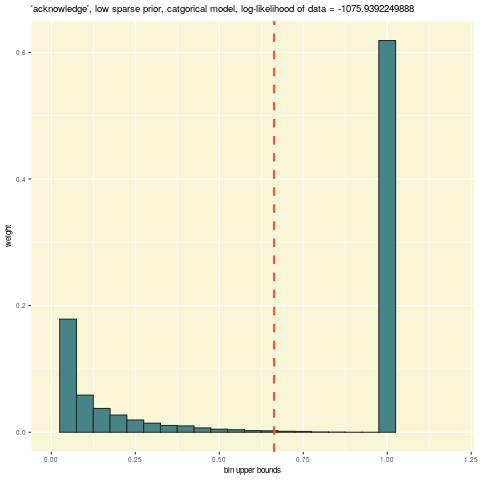 'acknowledge', low sparse prior, catgorical model, log-likelihood of data = -1075.9392249888
0.6
0.4
weight
0.2
0.0
0.00 0.25 0.50 0.75 1.00 1.25
bin upper bounds